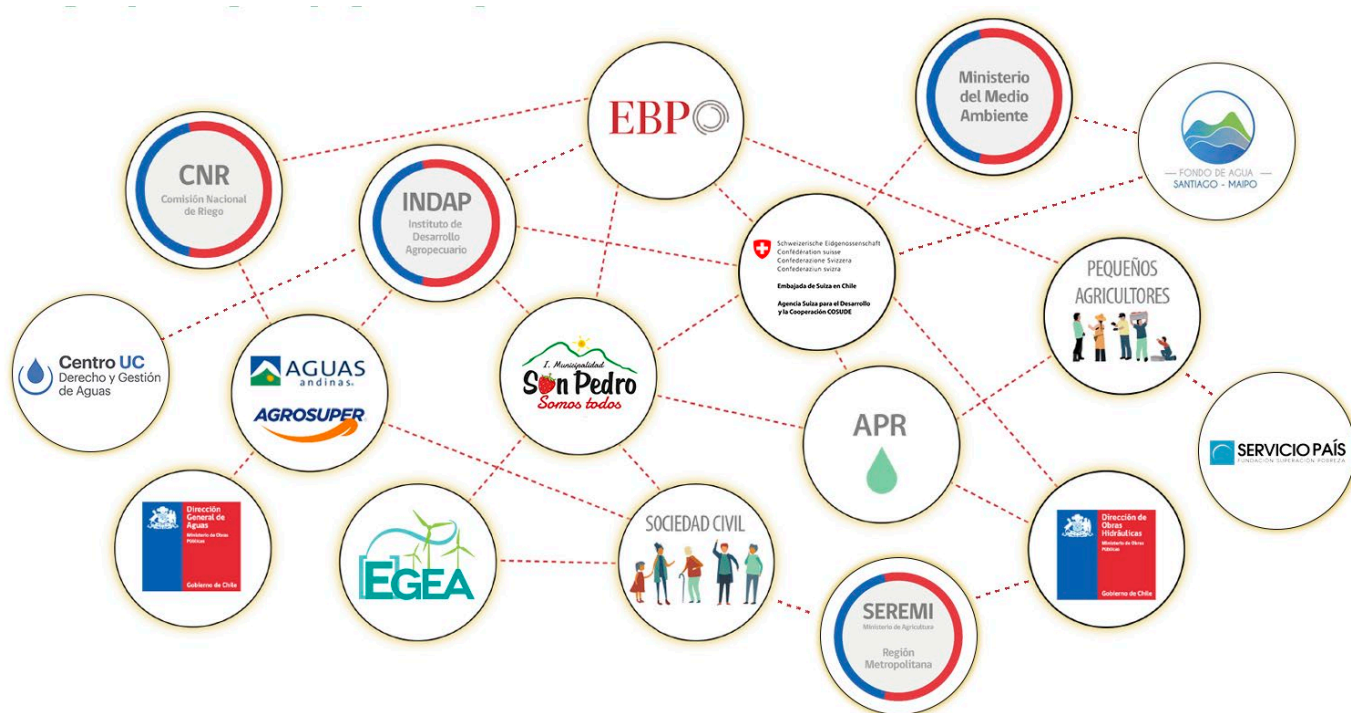 EBP
Ministerio
del Medio
Ambiente
FONDO DE AGUA
SANTIAGO - MAIPO
CNR
Comisión Nacional
de Riego
INDAP
Instituto de
Desarrollo
Agropecuario
Schweizerische Eidgenossenschaft
Confédération suisse
Confederazione Svizzera
Confederaziun svizra
Embajada de Suiza en Chile
Agencia Suiza para el Desarrollo
y la Cooperación COSUDE
PEQUEÑOS
AGRICULTORES
Centro UC
Derecho y Gestión
de Aguas
AGUAS
andinas
AGROSUPER
I. Municipalidad
San Pedro
Somos todos
APR
SERVICIO PAÍS
FUNDACIÓN SUPERACIÓN POBREZA
Dirección
General de
Aguas
Ministerio de Obras
Públicas
Gobierno de Chile
EGEA
SOCIEDAD CIVIL
Dirección de
Obras
Hidráulicas
Ministerio de Obras
Públicas
Gobierno de Chile
SEREMI
Ministerio de Agricultura
Región
Metropolitana